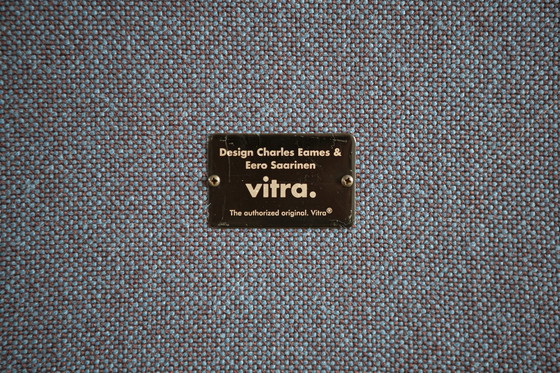 Design Charles Eames &
Eero Saarinen
vitra.
The authorized original. Vitra®